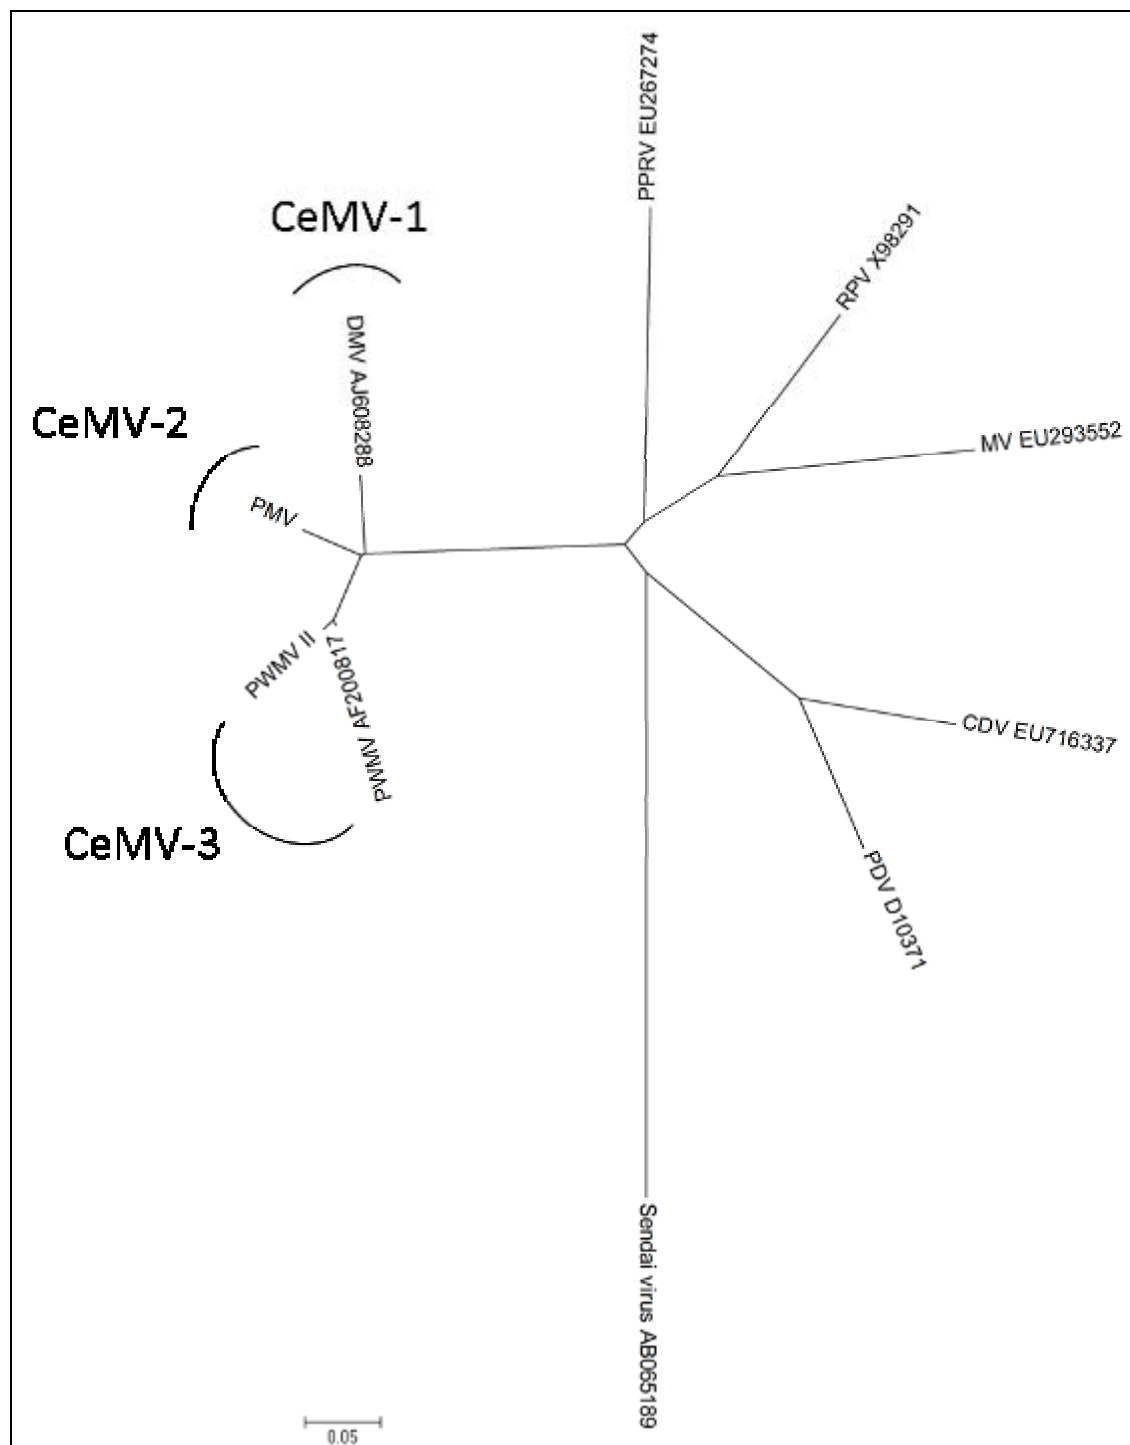 PPRV EU267274
CeMV-1
RPV X98291
DMV AJ608288
CeMV-2
MV EU293552
PMV
PWMV II
PWMV AF200817
CDV EU716337
CeMV-3
PDV D10371
Sendai virus AB065189
0.05